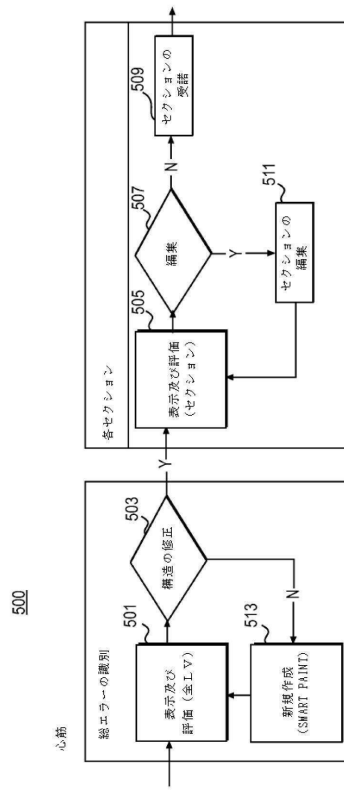 500
心筋
総エラーの識別
501
表示及び
評価(全LV)
503
構造の修正
Y
N
513
新規作成
(SMART PAINT)
各セクション
505
表示及び評価
(セクション)
507
編集
N
Y
509
セクションの
受諾
511
セクションの
編集